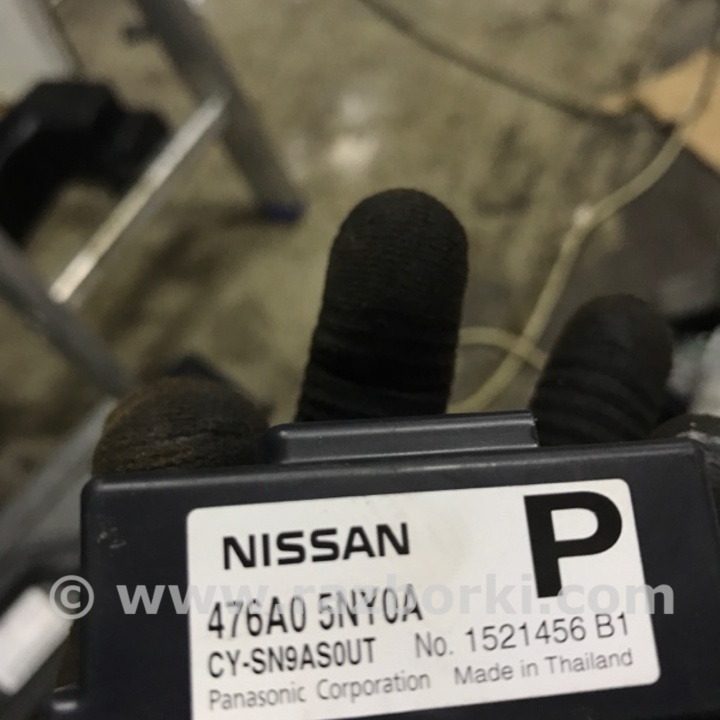 NISSAN
P
476A0 5NY0A
CY-SN9AS0UT No. 1521456 B1
Panasonic Corporation Made in Thailand
© www.razborki.com